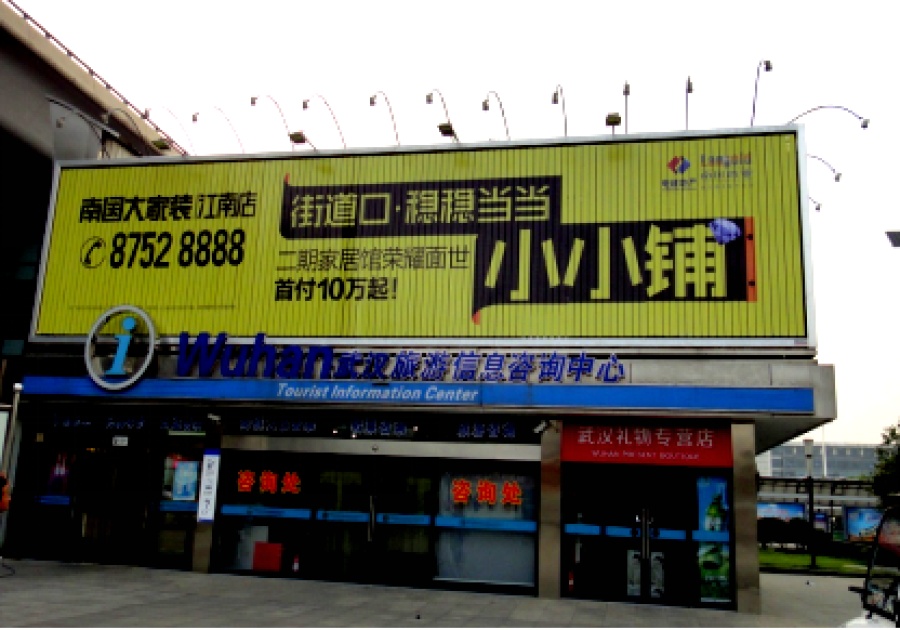 南国大家装 江南店
8752 8888
街道口·稳稳当当
小小铺
二期家居馆荣耀面世
首付10万起！
Wuhan武汉旅游信息咨询中心
Tourist Information Center
武汉礼物专营店
咨询处
咨询处